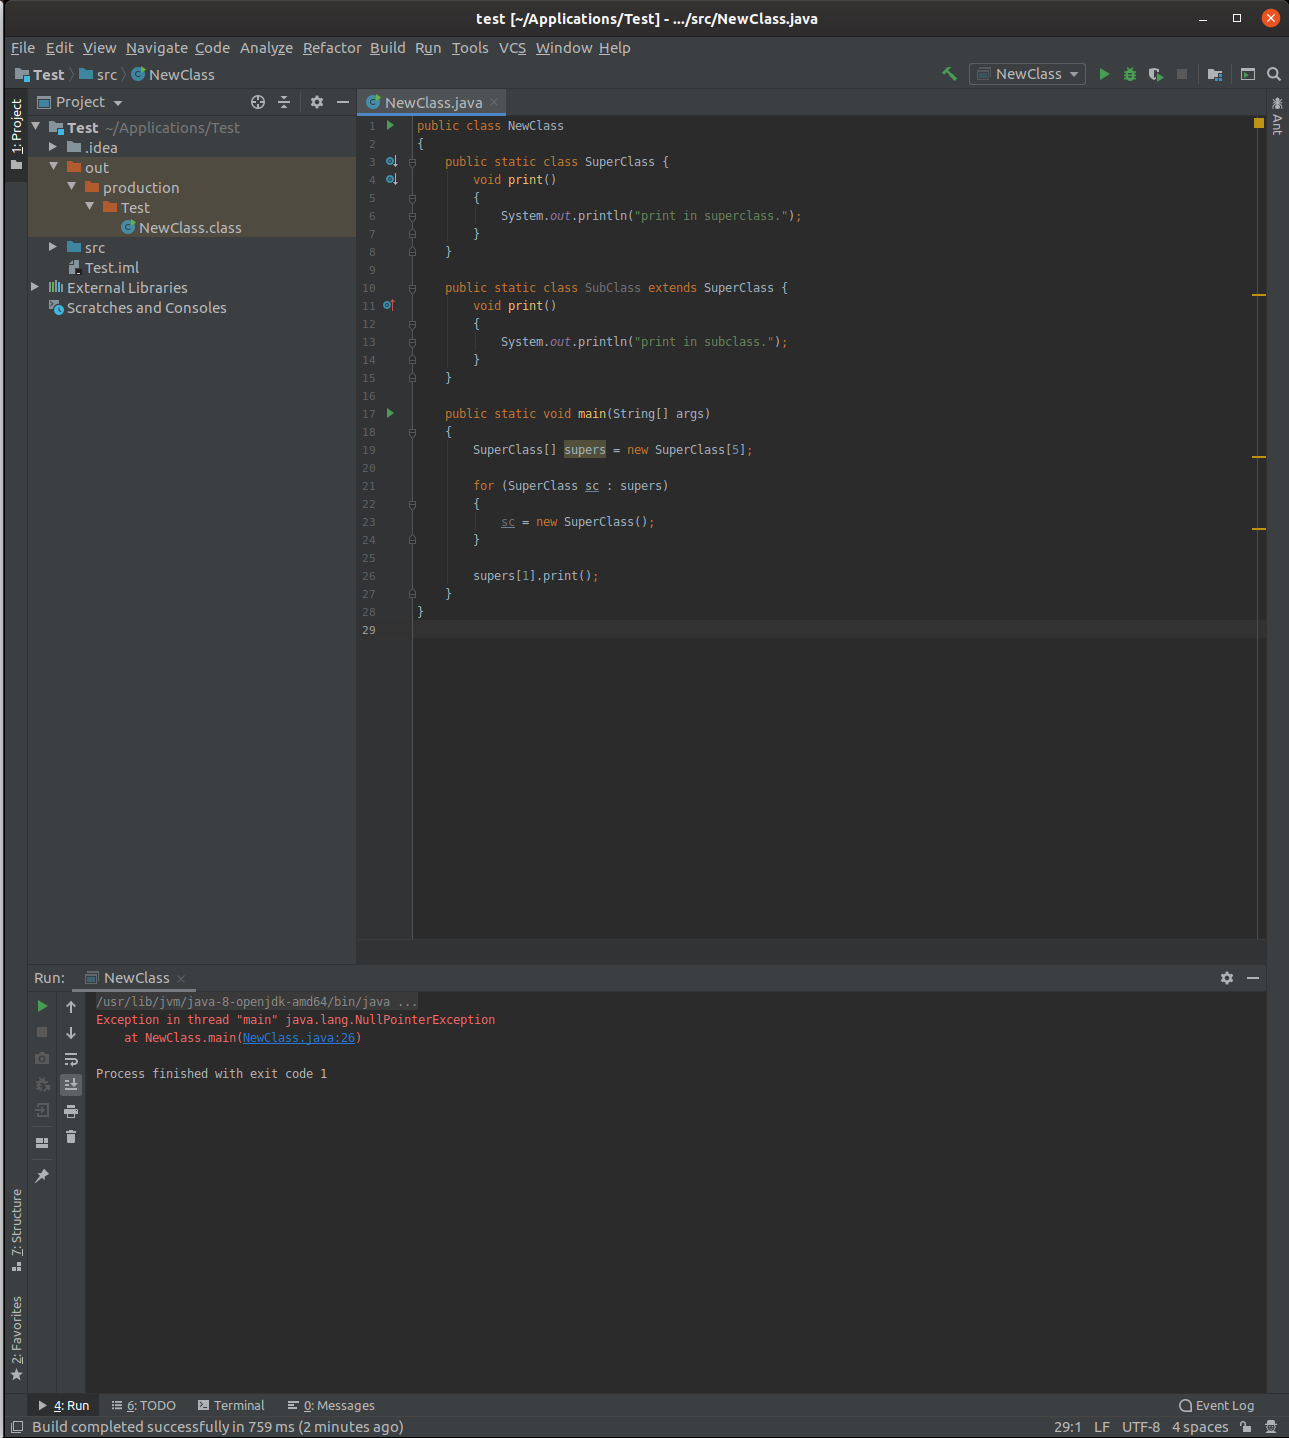 test [~/Applications/Test] - .../src/NewClass.java
File Edit View Navigate Code Analyze Refactor Build Run Tools VCS Window Help
Test src NewClass
NewClass
1: Project
Project
NewClass.java
Ant
Test ~/Applications/Test
.idea
out
production
Test
NewClass.class
src
Test.iml
External Libraries
Scratches and Consoles
1 public class NewClass
2 {
3 public static class SuperClass {
4 void print()
5 {
6 System.out.println("print in superclass.");
7 }
8 }
9
10 public static class SubClass extends SuperClass {
11 void print()
12 {
13 System.out.println("print in subclass.");
14 }
15 }
16
17 public static void main(String[] args)
18 {
19 SuperClass[] supers = new SuperClass[5];
20
21 for (SuperClass sc : supers)
22 {
23 sc = new SuperClass();
24 }
25
26 supers[1].print();
27 }
28 }
29
Run: NewClass
/usr/lib/jvm/java-8-openjdk-amd64/bin/java ...
Exception in thread "main" java.lang.NullPointerException
at NewClass.main(NewClass.java:26)
Process finished with exit code 1
7: Structure
2: Favorites
4: Run 6: TODO Terminal 0: Messages Event Log
Build completed successfully in 759 ms (2 minutes ago) 29:1 LF UTF-8 4 spaces